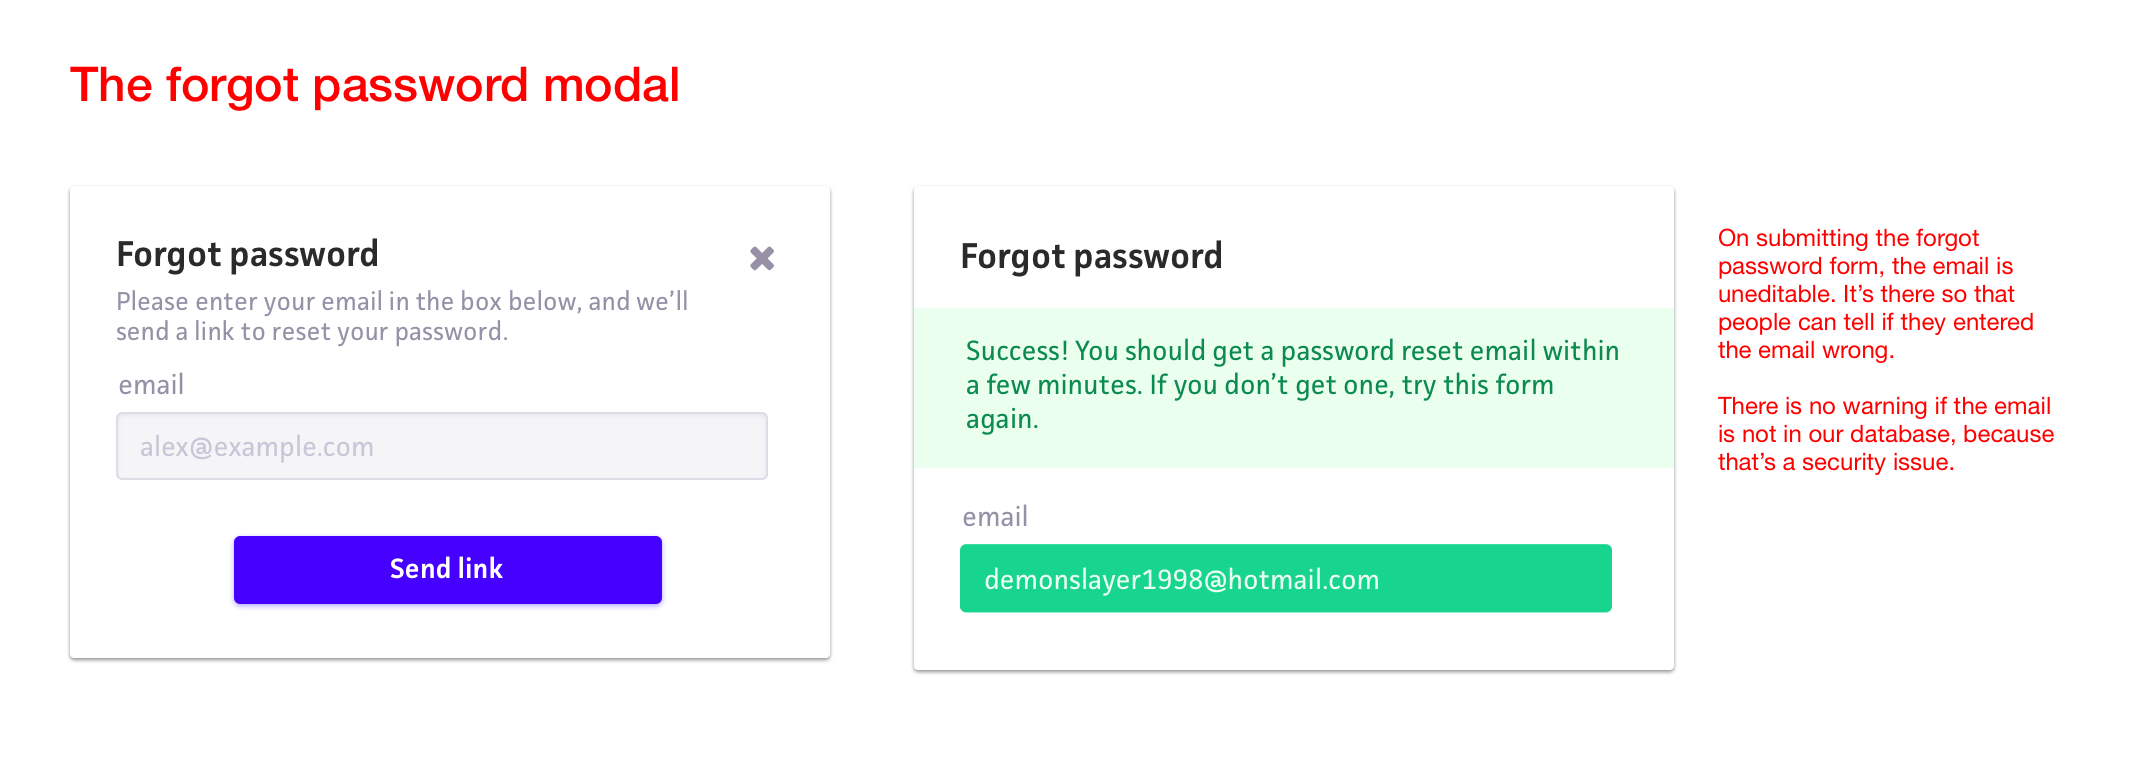 The forgot password modal
Forgot password
Please enter your email in the box below, and we’ll
send a link to reset your password.
email
alex@example.com
Send link
Forgot password
Success! You should get a password reset email within
a few minutes. If you don’t get one, try this form
again.
email
demonslayer1998@hotmail.com
On submitting the forgot
password form, the email is
uneditable. It’s there so that
people can tell if they entered
the email wrong.
There is no warning if the email
is not in our database, because
that’s a security issue.